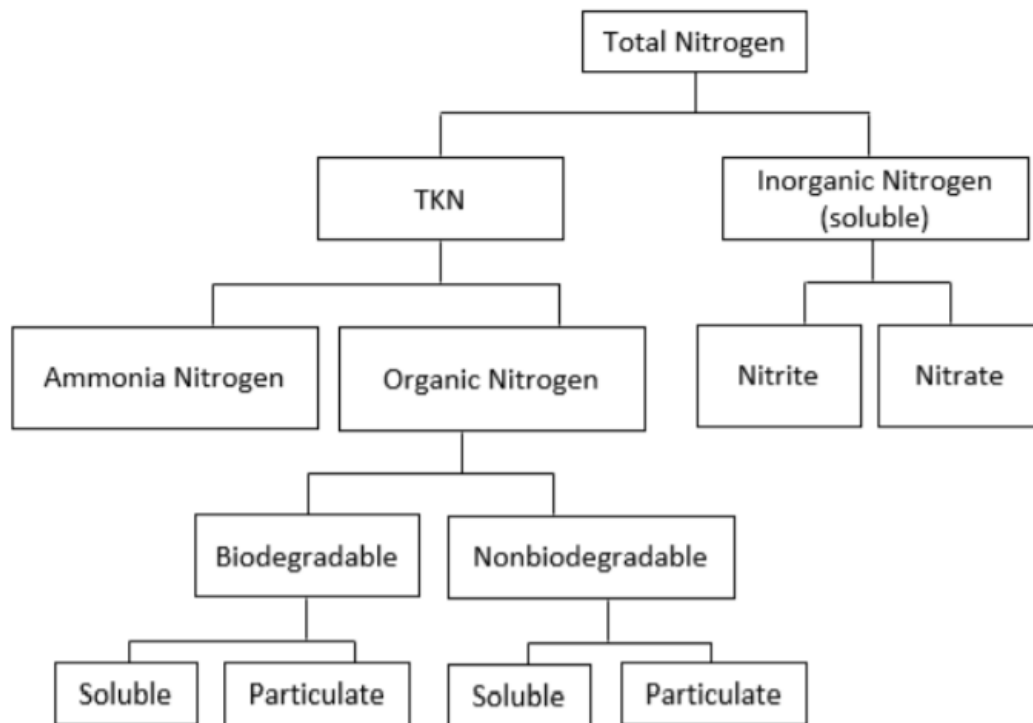 Total Nitrogen
TKN
Inorganic Nitrogen
(soluble)
Ammonia Nitrogen
Organic Nitrogen
Nitrite
Nitrate
Biodegradable
Nonbiodegradable
Soluble
Particulate
Soluble
Particulate